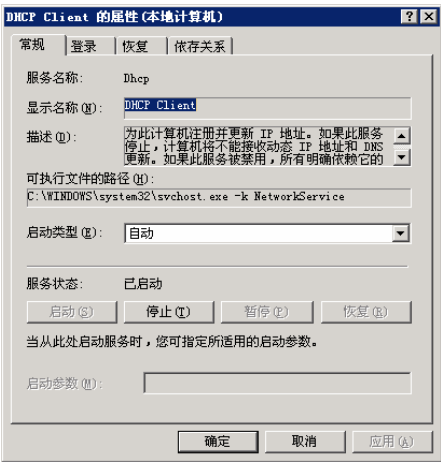 DHCP Client 的属性(本地计算机)
常规 登录 恢复 依存关系
服务名称: Dhcp
显示名称(N): DHCP Client
描述(D): 为此计算机注册并更新 IP 地址。如果此服务
停止，计算机将不能接收动态 IP 地址和 DNS
更新。如果此服务被禁用，所有明确依赖它的
可执行文件的路径(H):
C:\WINDOWS\system32\svchost.exe -k NetworkService
启动类型(E): 自动
服务状态: 已启动
启动(S) 停止(T) 暂停(P) 恢复(R)
当从此处启动服务时，您可指定所适用的启动参数。
启动参数(M):
确定 取消 应用(A)